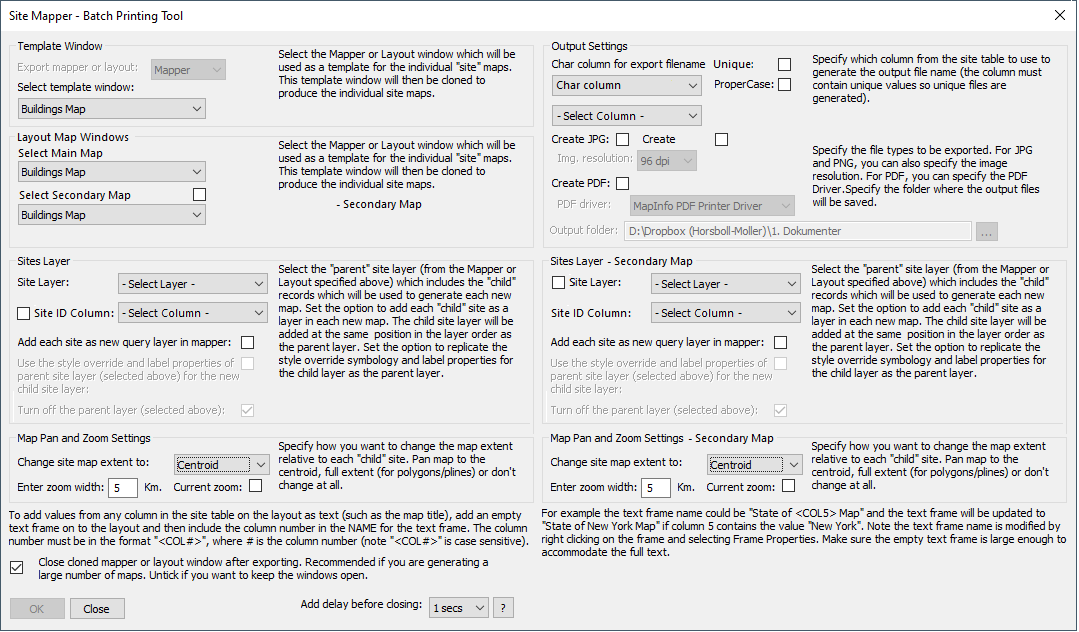 Site Mapper - Batch Printing Tool
Template Window
Export mapper or layout:
Mapper
Select template window:
Buildings Map
Select the Mapper or Layout window which will be
used as a template for the individual "site" maps.
This template window will then be cloned to
produce the individual site maps.
Layout Map Windows
Select Main Map
Buildings Map
Select Secondary Map
Buildings Map
Select the Mapper or Layout window which will be
used as a template for the individual "site" maps.
This template window will then be cloned to
produce the individual site maps.
- Secondary Map
Output Settings
Char column for export filename
Unique:
Char column
ProperCase:
- Select Column -
Create JPG:
Create
Img. resolution:
96 dpi
Create PDF:
PDF driver:
MapInfo PDF Printer Driver
Output folder:
D:\Dropbox (Horsboll-Moller)\1. Dokumenter
...
Specify which column from the site table to use to
generate the output file name (the column must
contain unique values so unique files are
generated).
Specify the file types to be exported. For JPG
and PNG, you can also specify the image
resolution. For PDF, you can specify the PDF
Driver.Specify the folder where the output files
will be saved.
Sites Layer
Site Layer:
- Select Layer -
Site ID Column:
- Select Column -
Add each site as new query layer in mapper:
Use the style override and label properties of
parent site layer (selected above) for the new
child site layer:
Turn off the parent layer (selected above):
Select the "parent" site layer (from the Mapper or
Layout specified above) which includes the "child"
records which will be used to generate each new
map. Set the option to add each "child" site as a
layer in each new map. The child site layer will be
added at the same  position in the layer order as
the parent layer. Set the option to replicate the
style override symbology and label properties for
the child layer as the parent layer.
Sites Layer - Secondary Map
Site Layer:
- Select Layer -
Site ID Column:
- Select Column -
Add each site as new query layer in mapper:
Use the style override and label properties of
parent site layer (selected above) for the new
child site layer:
Turn off the parent layer (selected above):
Select the "parent" site layer (from the Mapper or
Layout specified above) which includes the "child"
records which will be used to generate each new
map. Set the option to add each "child" site as a
layer in each new map. The child site layer will be
added at the same  position in the layer order as
the parent layer. Set the option to replicate the
style override symbology and label properties for
the child layer as the parent layer.
Map Pan and Zoom Settings
Change site map extent to:
Centroid
Enter zoom width:
5
Km.
Current zoom:
Specify how you want to change the map extent
relative to each "child" site. Pan map to the
centroid, full extent (for polygons/plines) or don't
change at all.
Map Pan and Zoom Settings - Secondary Map
Change site map extent to:
Centroid
Enter zoom width:
5
Km.
Current zoom:
Specify how you want to change the map extent
relative to each "child" site. Pan map to the
centroid, full extent (for polygons/plines) or don't
change at all.
To add values from any column in the site table on the layout as text (such as the map title), add an empty
text frame on to the layout and then include the column number in the NAME for the text frame. The column
number must be in the format "<COL#>", where # is the column number (note "<COL#>" is case sensitive).
For example the text frame name could be "State of <COL5> Map" and the text frame will be updated to
"State of New York Map" if column 5 contains the value "New York". Note the text frame name is modified by
right clicking on the frame and selecting Frame Properties. Make sure the empty text frame is large enough to
accommodate the full text.
Close cloned mapper or layout window after exporting. Recommended if you are generating a
large number of maps. Untick if you want to keep the windows open.
OK
Close
Add delay before closing:
1 secs
?